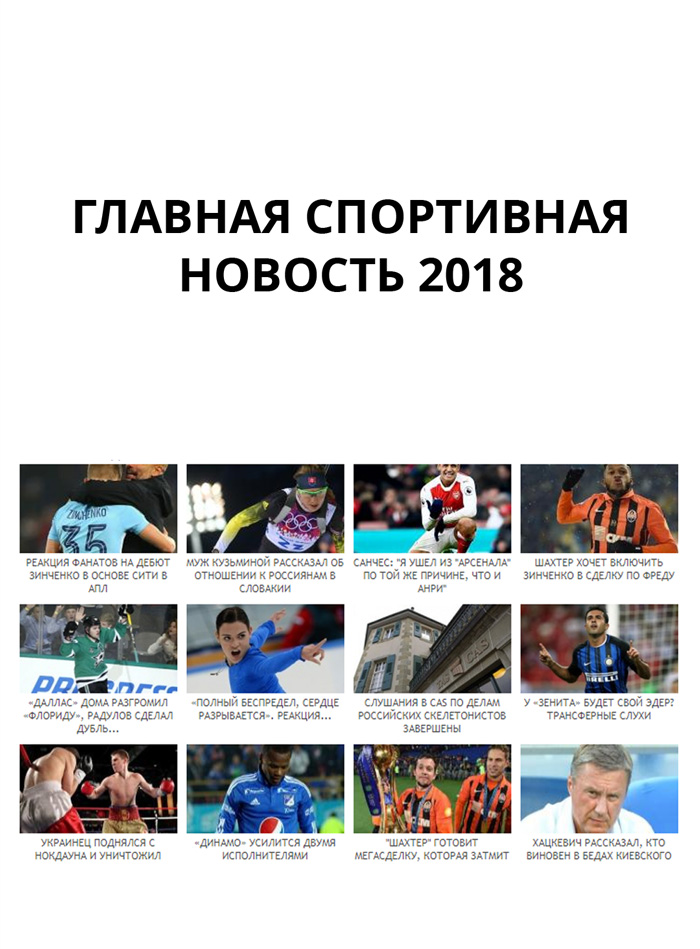 ГЛАВНАЯ СПОРТИВНАЯ
НОВОСТЬ 2018
ZINCHENKO
35
РЕАКЦИЯ ФАНАТОВ НА ДЕБЮТ
ЗИНЧЕНКО В ОСНОВЕ СИТИ В
АПЛ
МУЖ КУЗЬМИНОЙ РАССКАЗАЛ ОБ
ОТНОШЕНИИ К РОССИЯНАМ В
СЛОВАКИИ
САНЧЕС: "Я УШЕЛ ИЗ "АРСЕНАЛА"
ПО ТОЙ ЖЕ ПРИЧИНЕ, ЧТО И
АНРИ"
ШАХТЕР ХОЧЕТ ВКЛЮЧИТЬ
ЗИНЧЕНКО В СДЕЛКУ ПО ФРЕДУ
«ДАЛЛАС» ДОМА РАЗГРОМИЛ
«ФЛОРИДУ», РАДУЛОВ СДЕЛАЛ
ДУБЛЬ...
«ПОЛНЫЙ БЕСПРЕДЕЛ, СЕРДЦЕ
РАЗРЫВАЕТСЯ». РЕАКЦИЯ...
СЛУШАНИЯ В CAS ПО ДЕЛАМ
РОССИЙСКИХ СКЕЛЕТОНИСТОВ
ЗАВЕРШЕНЫ
У «ЗЕНИТА» БУДЕТ СВОЙ ЭДЕР?
ТРАНСФЕРНЫЕ СЛУХИ
УКРАИНЕЦ ПОДНЯЛСЯ С
НОКДАУНА И УНИЧТОЖИЛ
«ДИНАМО» УСИЛИТСЯ ДВУМЯ
ИСПОЛНИТЕЛЯМИ
"ШАХТЕР" ГОТОВИТ
МЕГАСДЕЛКУ, КОТОРАЯ ЗАТМИТ
ХАЦКЕВИЧ РАССКАЗАЛ, КТО
ВИНОВЕН В БЕДАХ КИЕВСКОГО